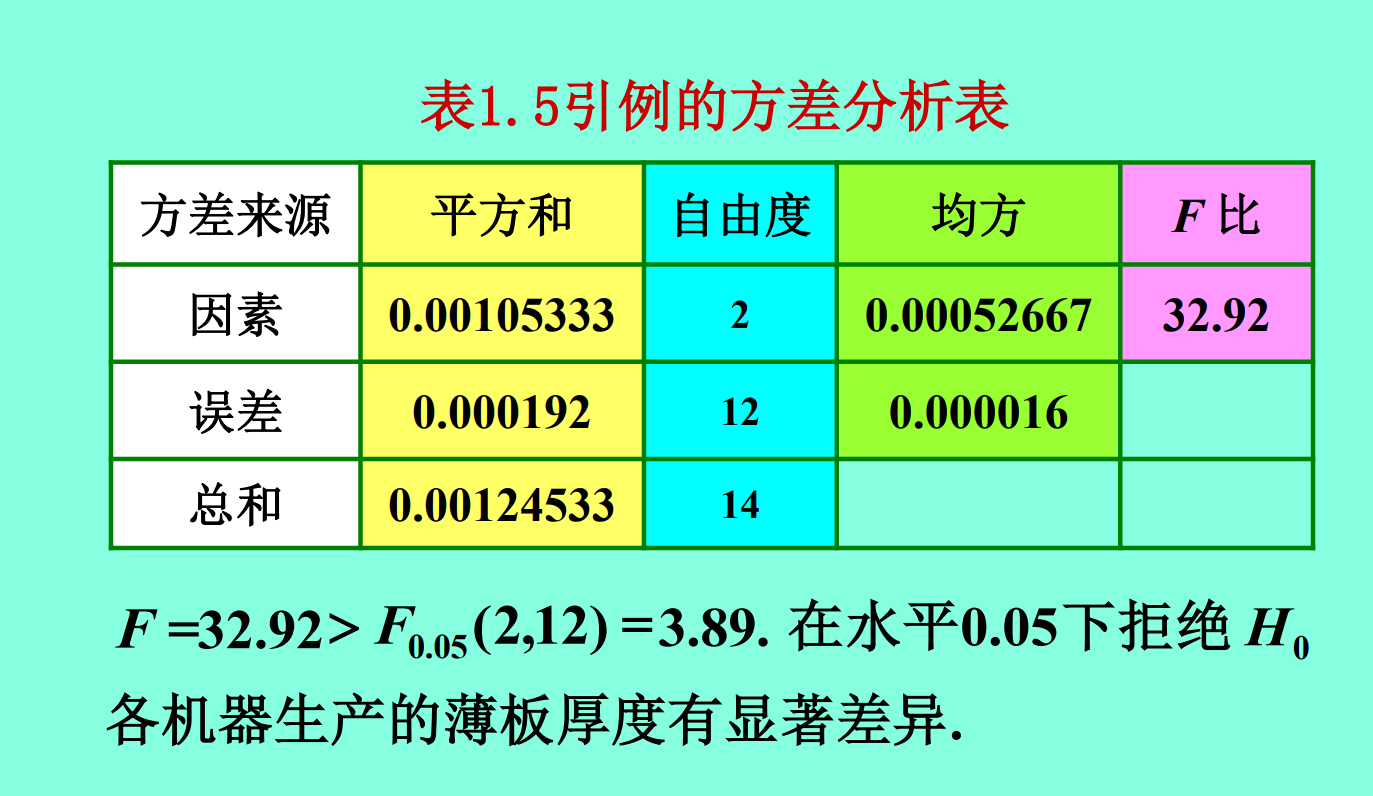 表1.5引例的方差分析表
方差来源 平方和 自由度 均方 F 比
因素 0.00105333 2 0.00052667 32.92
误差 0.000192 12 0.000016
总和 0.00124533 14
F =32.92> F0.05(2,12) =3.89. 在水平0.05下拒绝 H0
各机器生产的薄板厚度有显著差异.